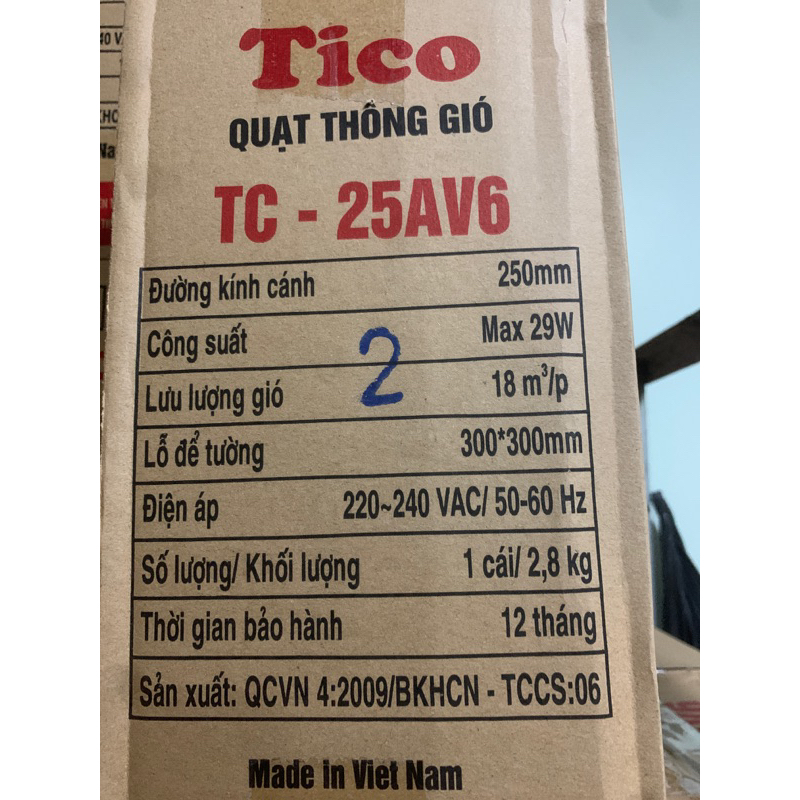 Tico
QUẠT THÔNG GIÓ
TC - 25AV6
Đường kính cánh 250mm
Công suất Max 29W
2
Lưu lượng gió 18 m³/p
Lỗ để tường 300*300mm
Điện áp 220~240 VAC/ 50-60 Hz
Số lượng/ Khối lượng 1 cái/ 2,8 kg
Thời gian bảo hành 12 tháng
Sản xuất: QCVN 4:2009/BKHCN - TCCS:06
Made in Viet Nam